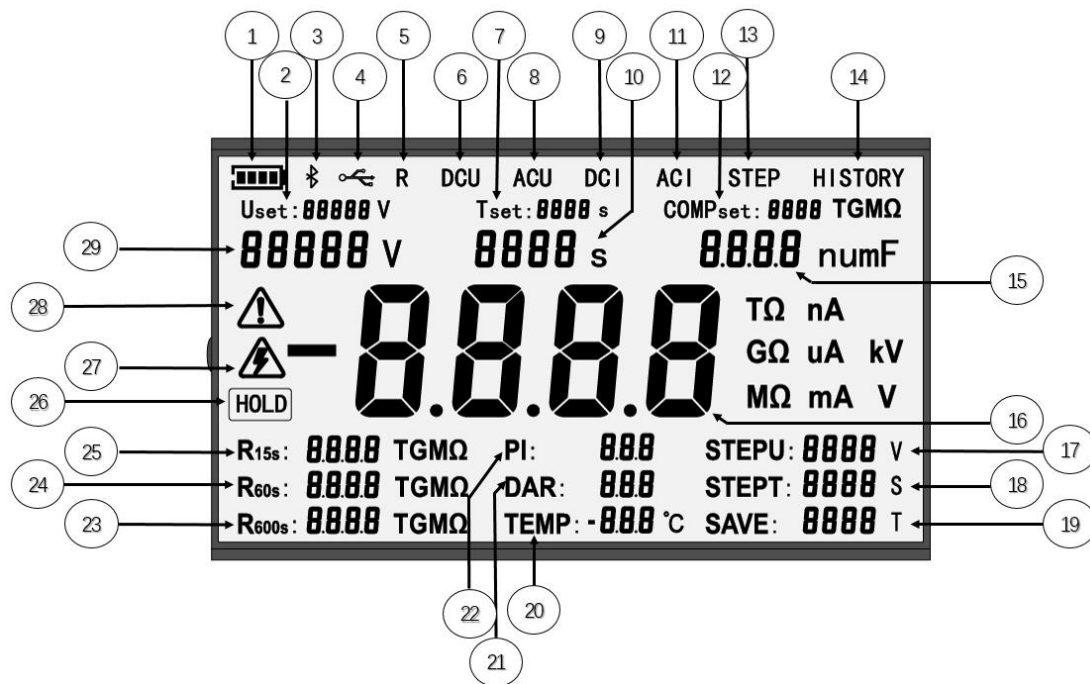 1 3 5 7 9 11 13
2 4 6 8 10 12 14
R DCU ACU DCI ACI STEP HISTORY
Uset: 88888 V Tset: 8888 s COMPset: 8888 TGMΩ
29 88888 V 8888 s 8.8.8.8 numF
15
28 TΩ nA
27 - 8.8.8.8 GΩ uA kV
26 HOLD MΩ mA V
16
25 R15s: 8.8.8.8 TGMΩ PI: 8.8.8 STEPU: 8888 V 17
24 R60s: 8.8.8.8 TGMΩ DAR: 8.8.8 STEPT: 8888 S 18
23 R600s: 8.8.8.8 TGMΩ TEMP: -8.8.8 °C SAVE: 8888 T 19
22 20
21